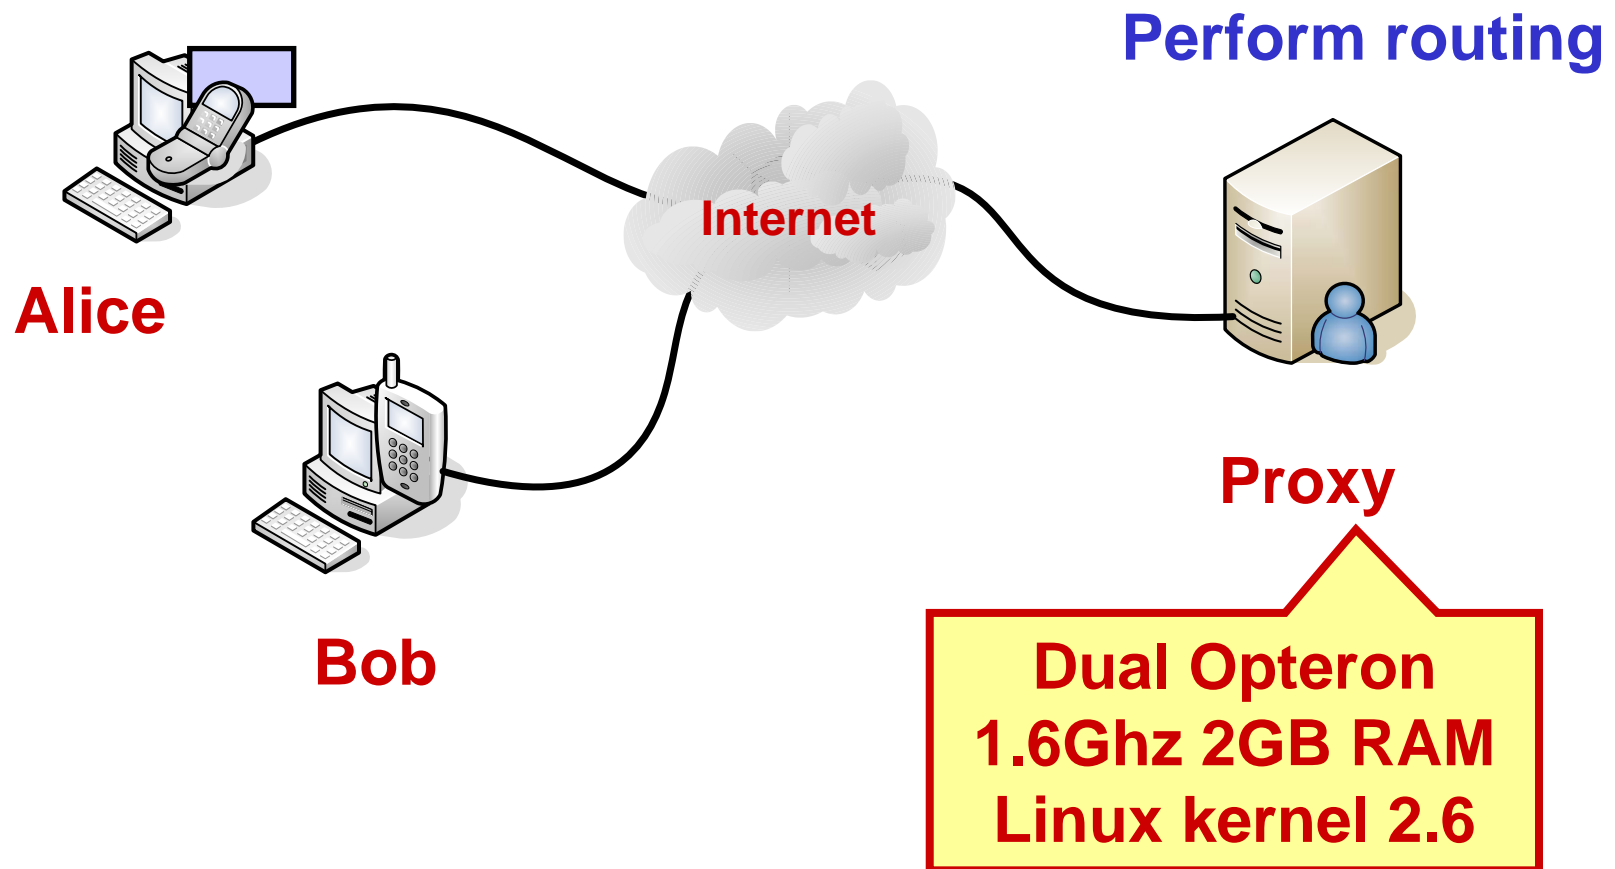 Perform routing
Internet
Alice
Proxy
Bob
Dual Opteron
1.6Ghz 2GB RAM
Linux kernel 2.6